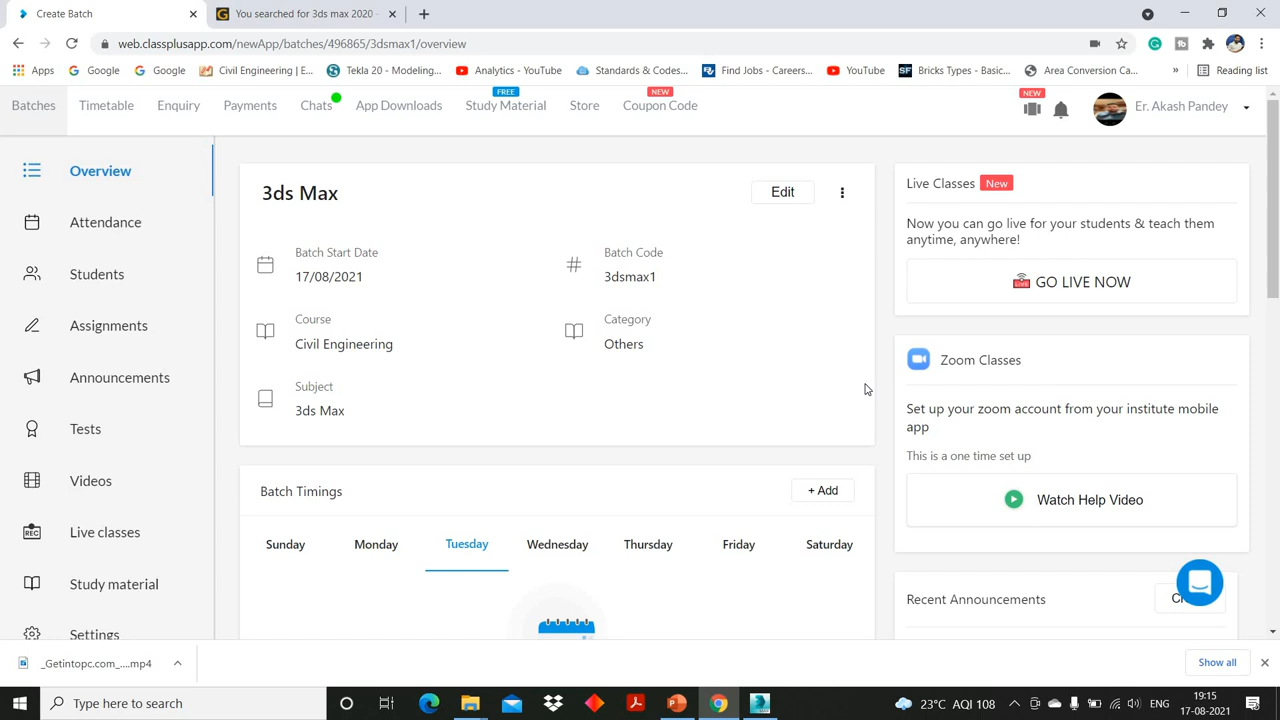 Create Batch
You searched for 3ds max 2020 -
web.classplusapp.com/newApp/batches/496865/3dsmax1/overview
Apps Google Google Civil Engineering | E... Tekla 20 - Modeling... Analytics - YouTube Standards & Codes... Find Jobs - Careers... YouTube Bricks Types - Basic... Area Conversion Ca... » Reading list
FREE NEW NEW
Batches Timetable Enquiry Payments Chats App Downloads Study Material Store Coupon Code Er. Akash Pandey
Overview
Attendance
Students
Assignments
Announcements
Tests
Videos
REC Live classes
Study material
Settings
3ds Max Edit
Batch Start Date
17/08/2021
Batch Code
3dsmax1
Course
Civil Engineering
Category
Others
Subject
3ds Max
Batch Timings + Add
Sunday Monday Tuesday Wednesday Thursday Friday Saturday
Live Classes New
Now you can go live for your students & teach them
anytime, anywhere!
GO LIVE NOW
Zoom Classes
Set up your zoom account from your institute mobile
app
This is a one time set up
Watch Help Video
Recent Announcements
_Getintopc.com_....mp4 Show all
Type here to search
23°C AQI 108 ENG
19:15
17-08-2021